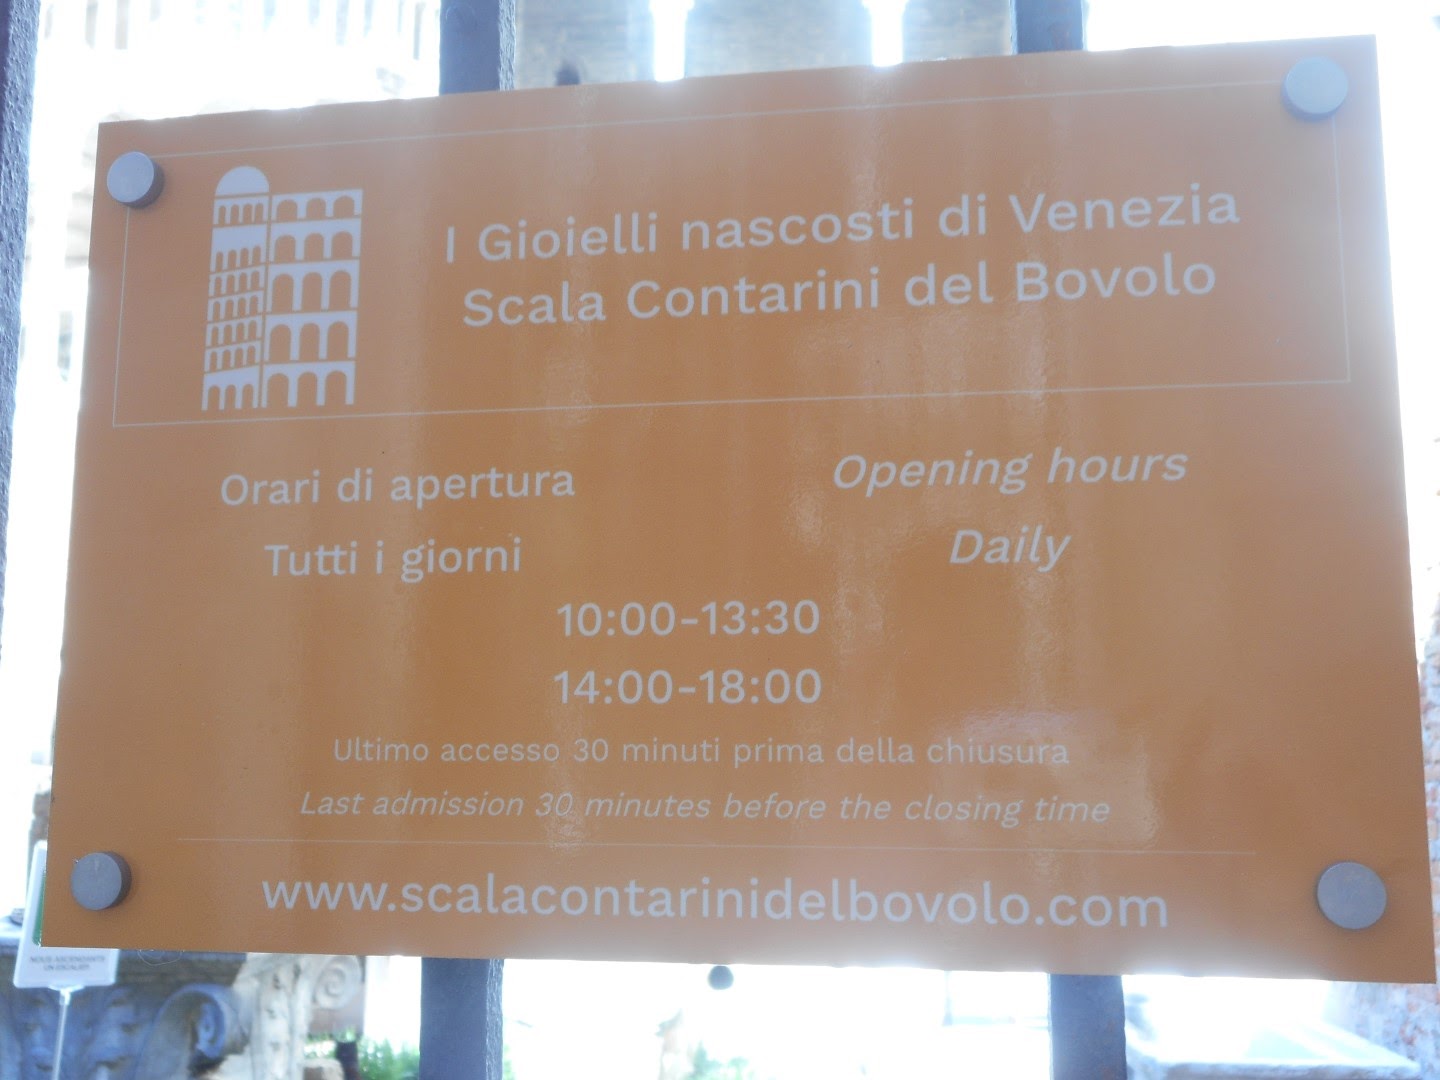 I Gioielli nascosti di Venezia
Scala Contarini del Bovolo
Orari di apertura
Opening hours
Tutti i giorni
Daily
10:00-13:30
14:00-18:00
Ultimo accesso 30 minuti prima della chiusura
Last admission 30 minutes before the closing time
www.scalacontarinidelbovolo.com